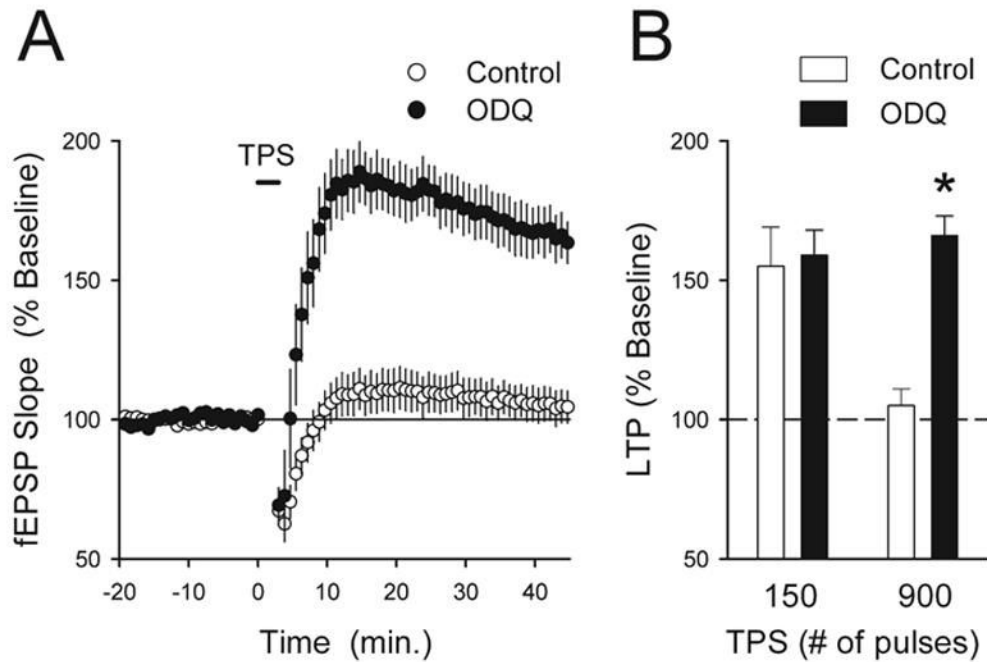 A
Control
ODQ
TPS
fEPSP Slope (% Baseline)
200
150
100
50
-20 -10 0 10 20 30 40
Time (min.)
B
Control
ODQ
*
LTP (% Baseline)
200
150
100
50
150 900
TPS (# of pulses)